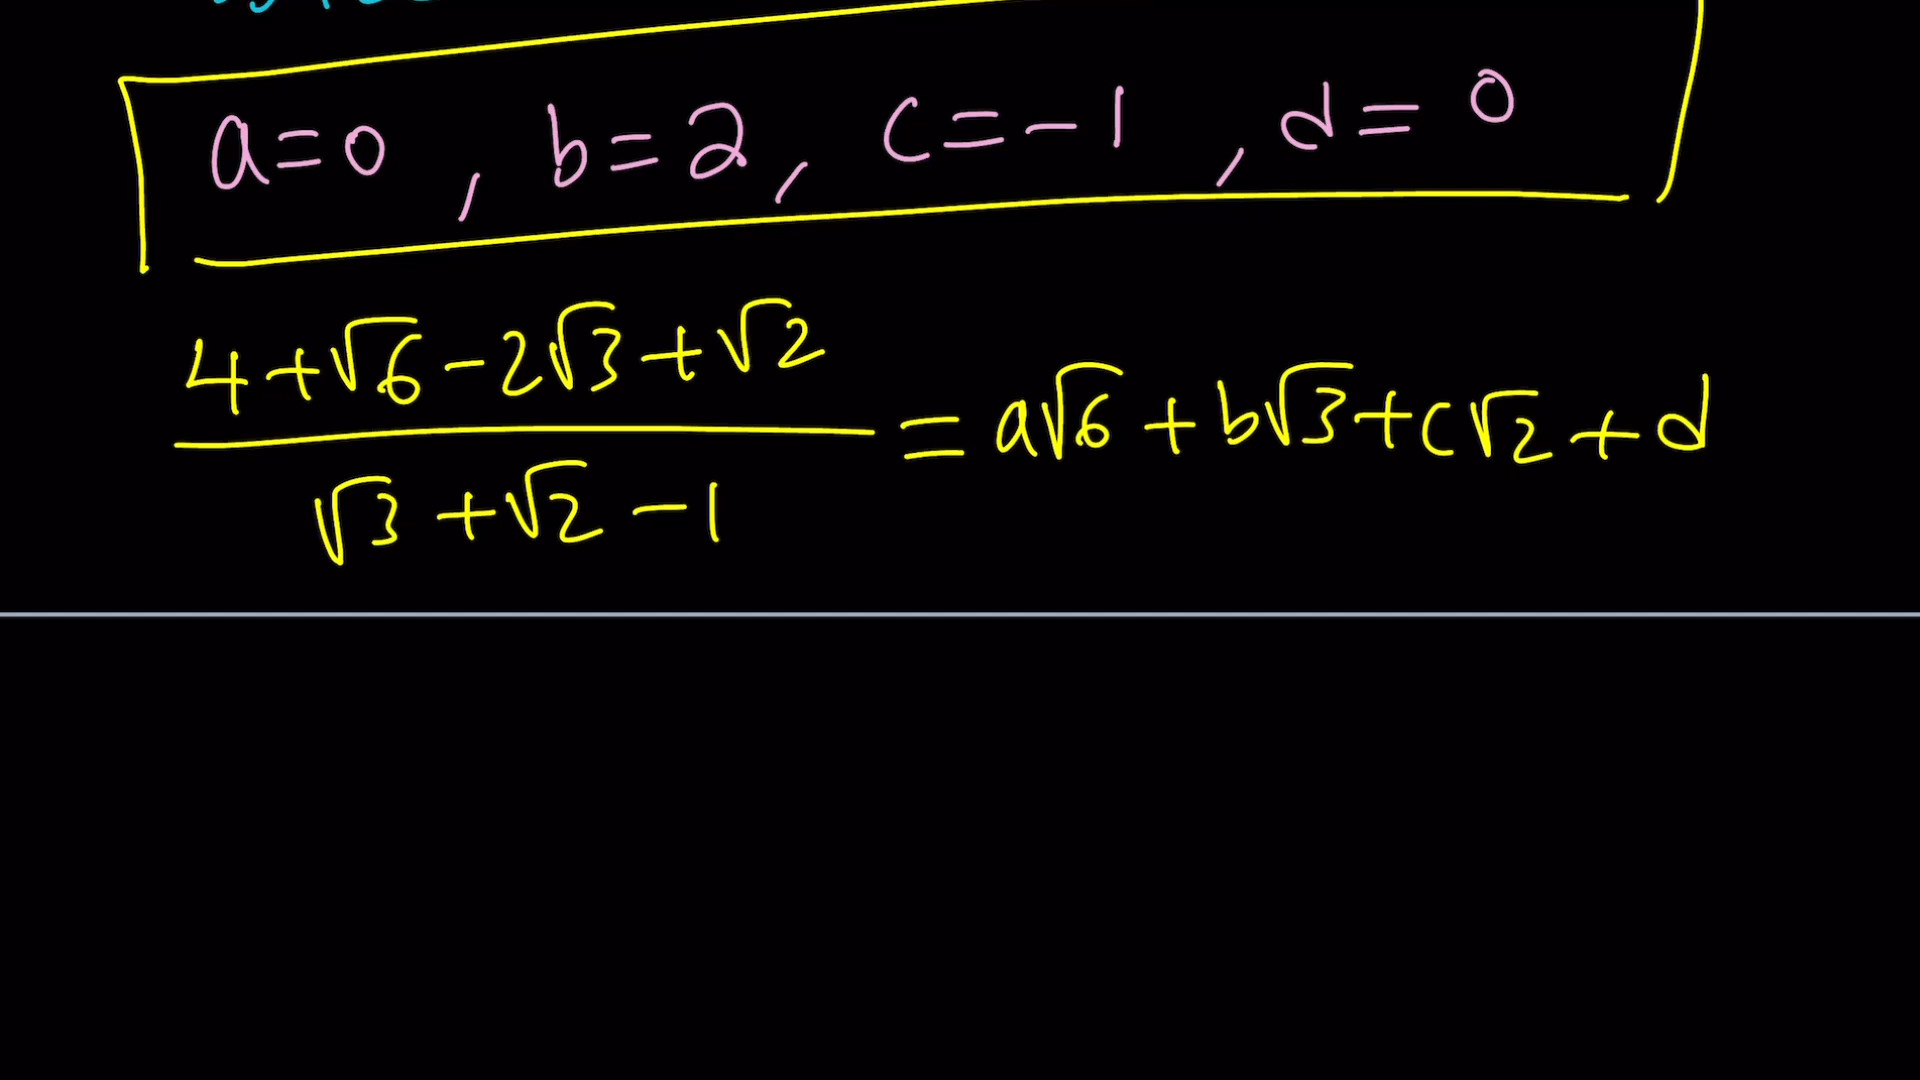 a=0 , b=2, c=-1 , d=0
4+√6-2√3+√2
= a√6 + b√3 + c√2 + d
√3 + √2 - 1